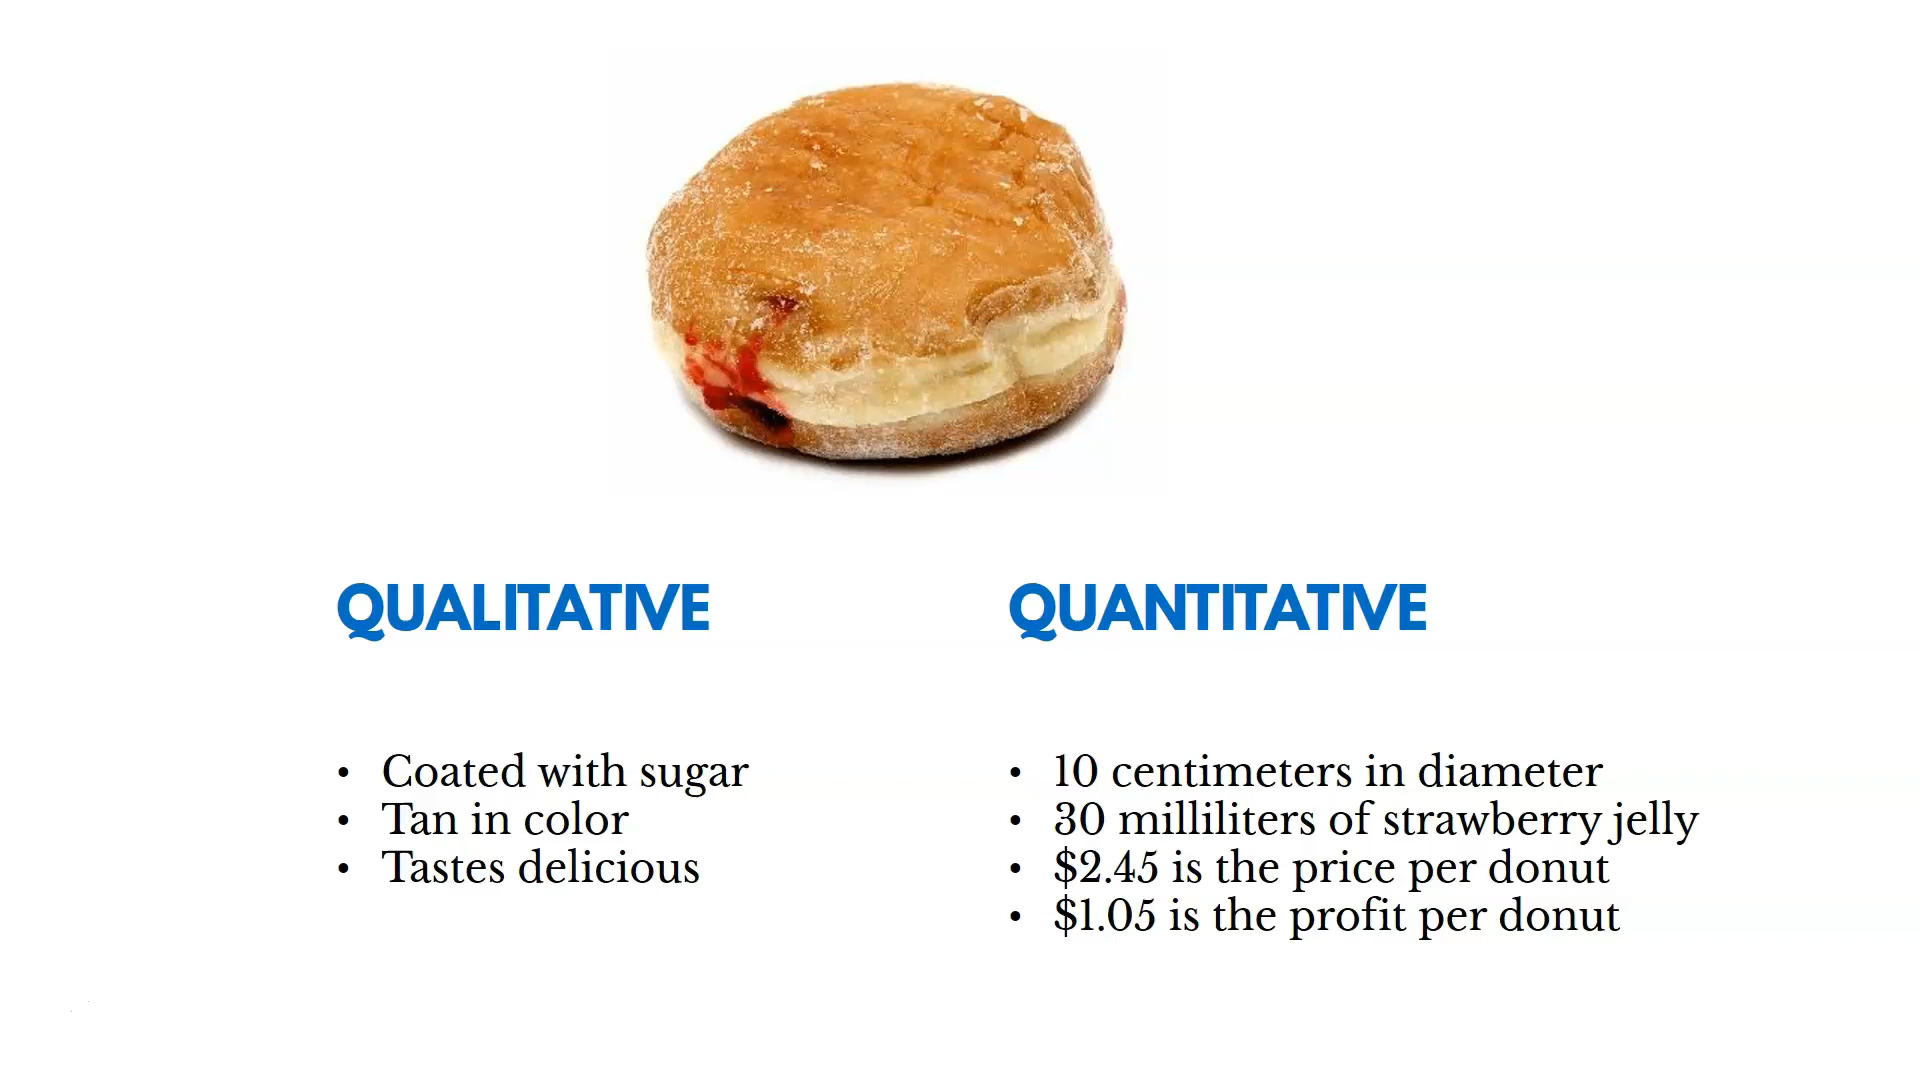 QUALITATIVE
• Coated with sugar
• Tan in color
• Tastes delicious
QUANTITATIVE
• 10 centimeters in diameter
• 30 milliliters of strawberry jelly
• $2.45 is the price per donut
• $1.05 is the profit per donut